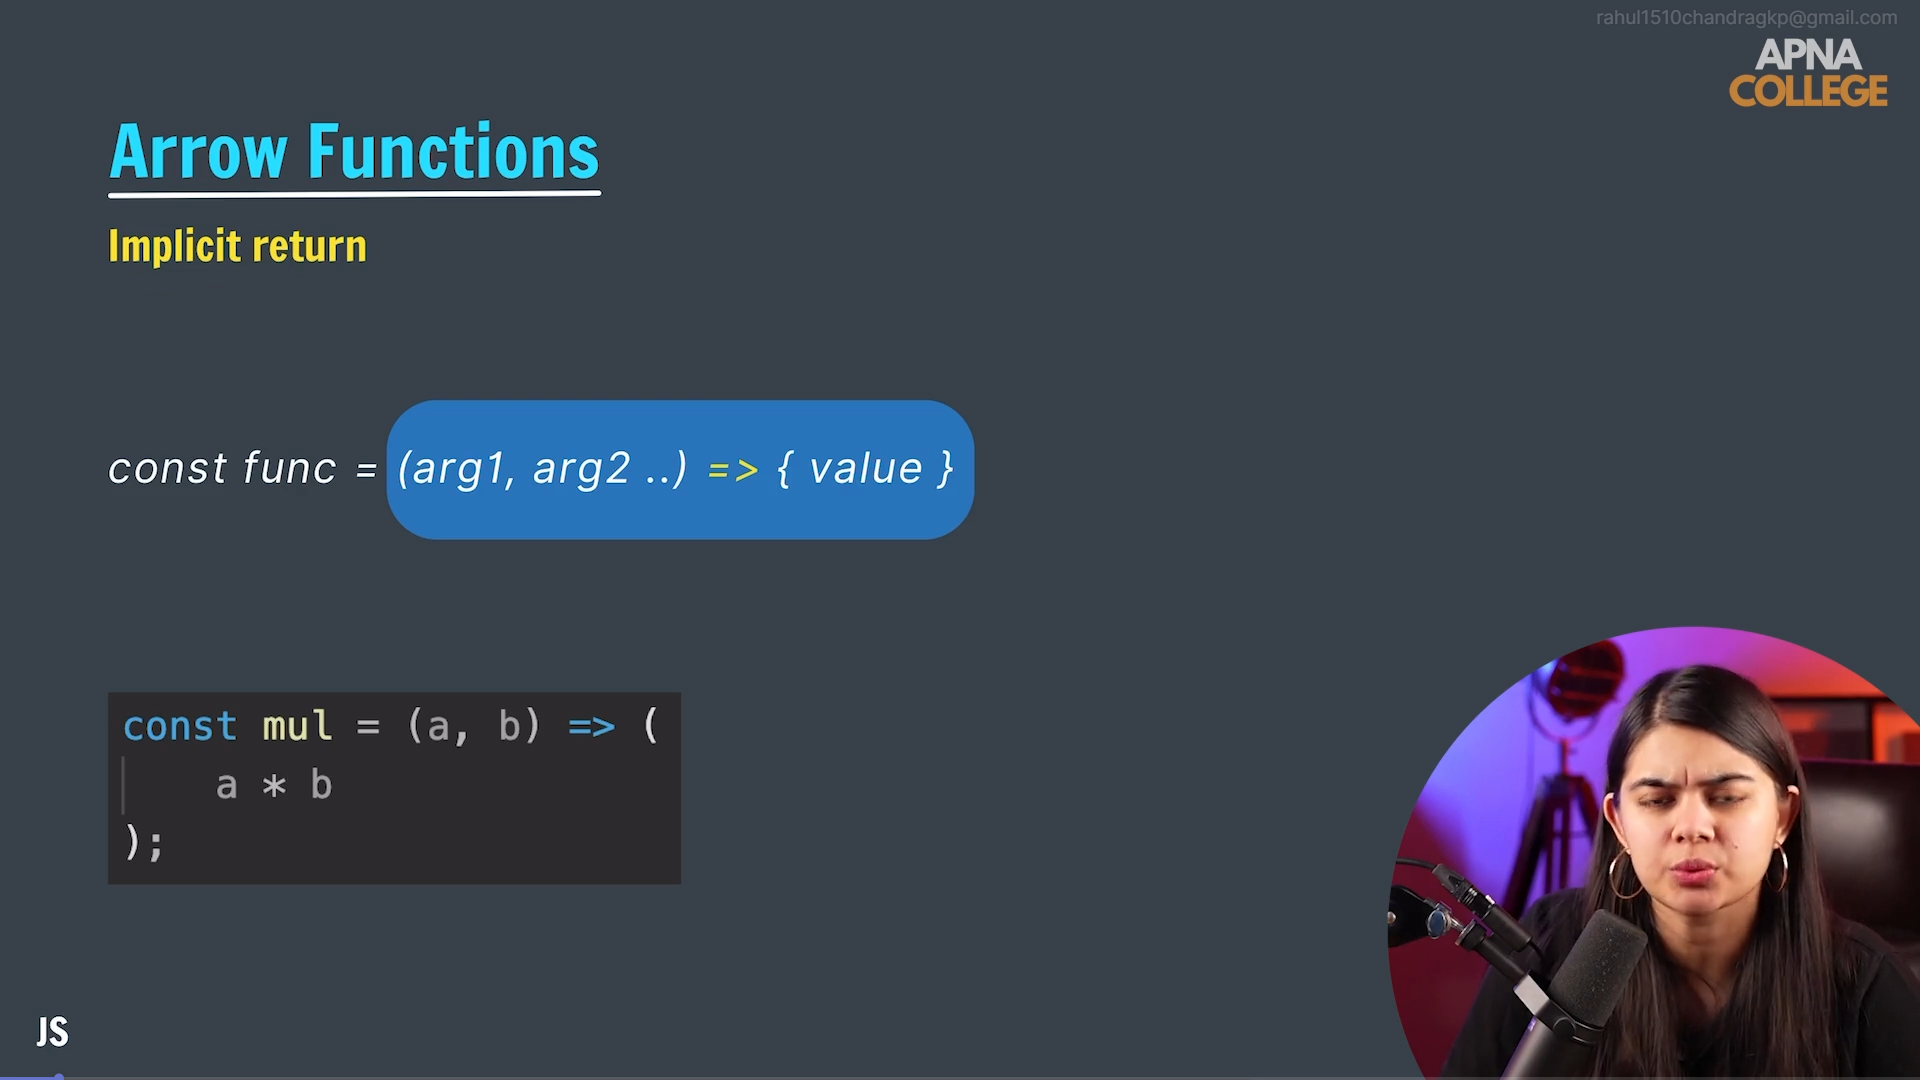 rahul1510chandragkp@gmail.com
APNA
COLLEGE
Arrow Functions
Implicit return
const func = (arg1, arg2 ..) => { value }
const mul = (a, b) => (
a * b
);
JS